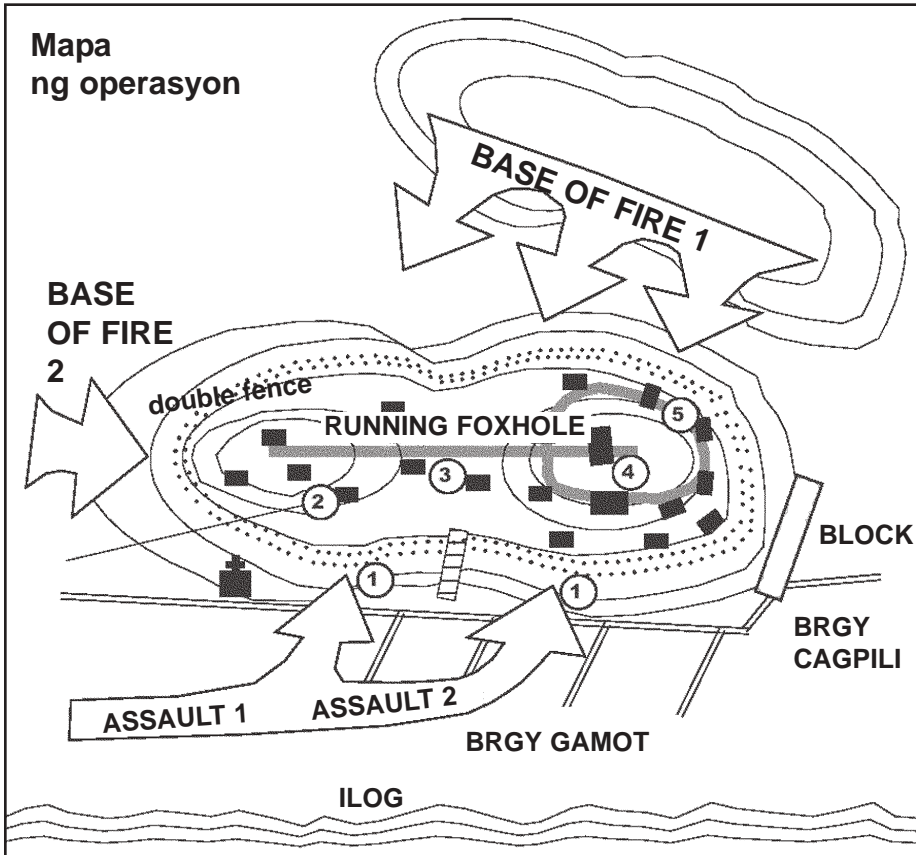 Mapa
ng operasyon
BASE OF FIRE 1
BASE
OF FIRE
2
double fence
RUNNING FOXHOLE
5
4
3
2
BLOCK
1
1
BRGY
CAGPILI
ASSAULT 1
ASSAULT 2
BRGY GAMOT
ILOG